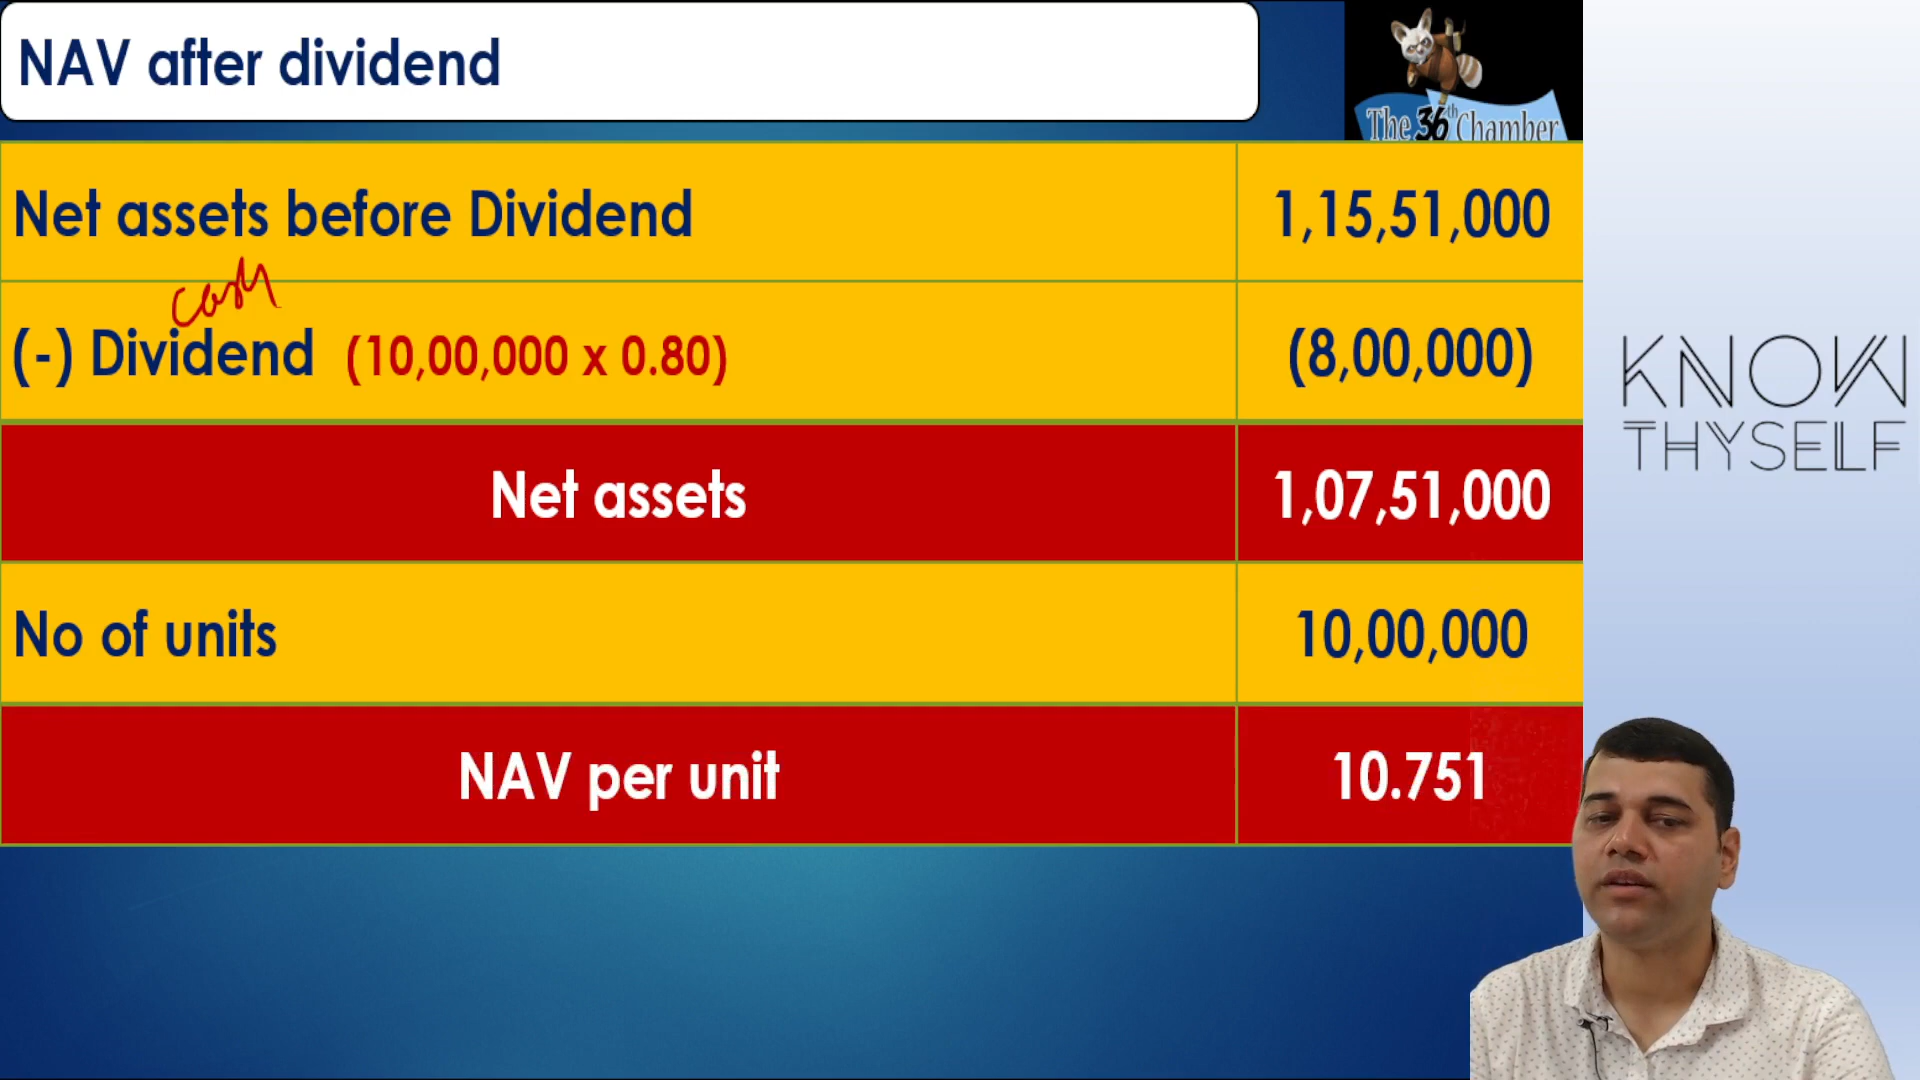 NAV after dividend
The 36th Chamber
Net assets before Dividend 1,15,51,000
cash
(-) Dividend (10,00,000 x 0.80) (8,00,000)
Net assets 1,07,51,000
No of units 10,00,000
NAV per unit 10.751
KNOW
THYSELF